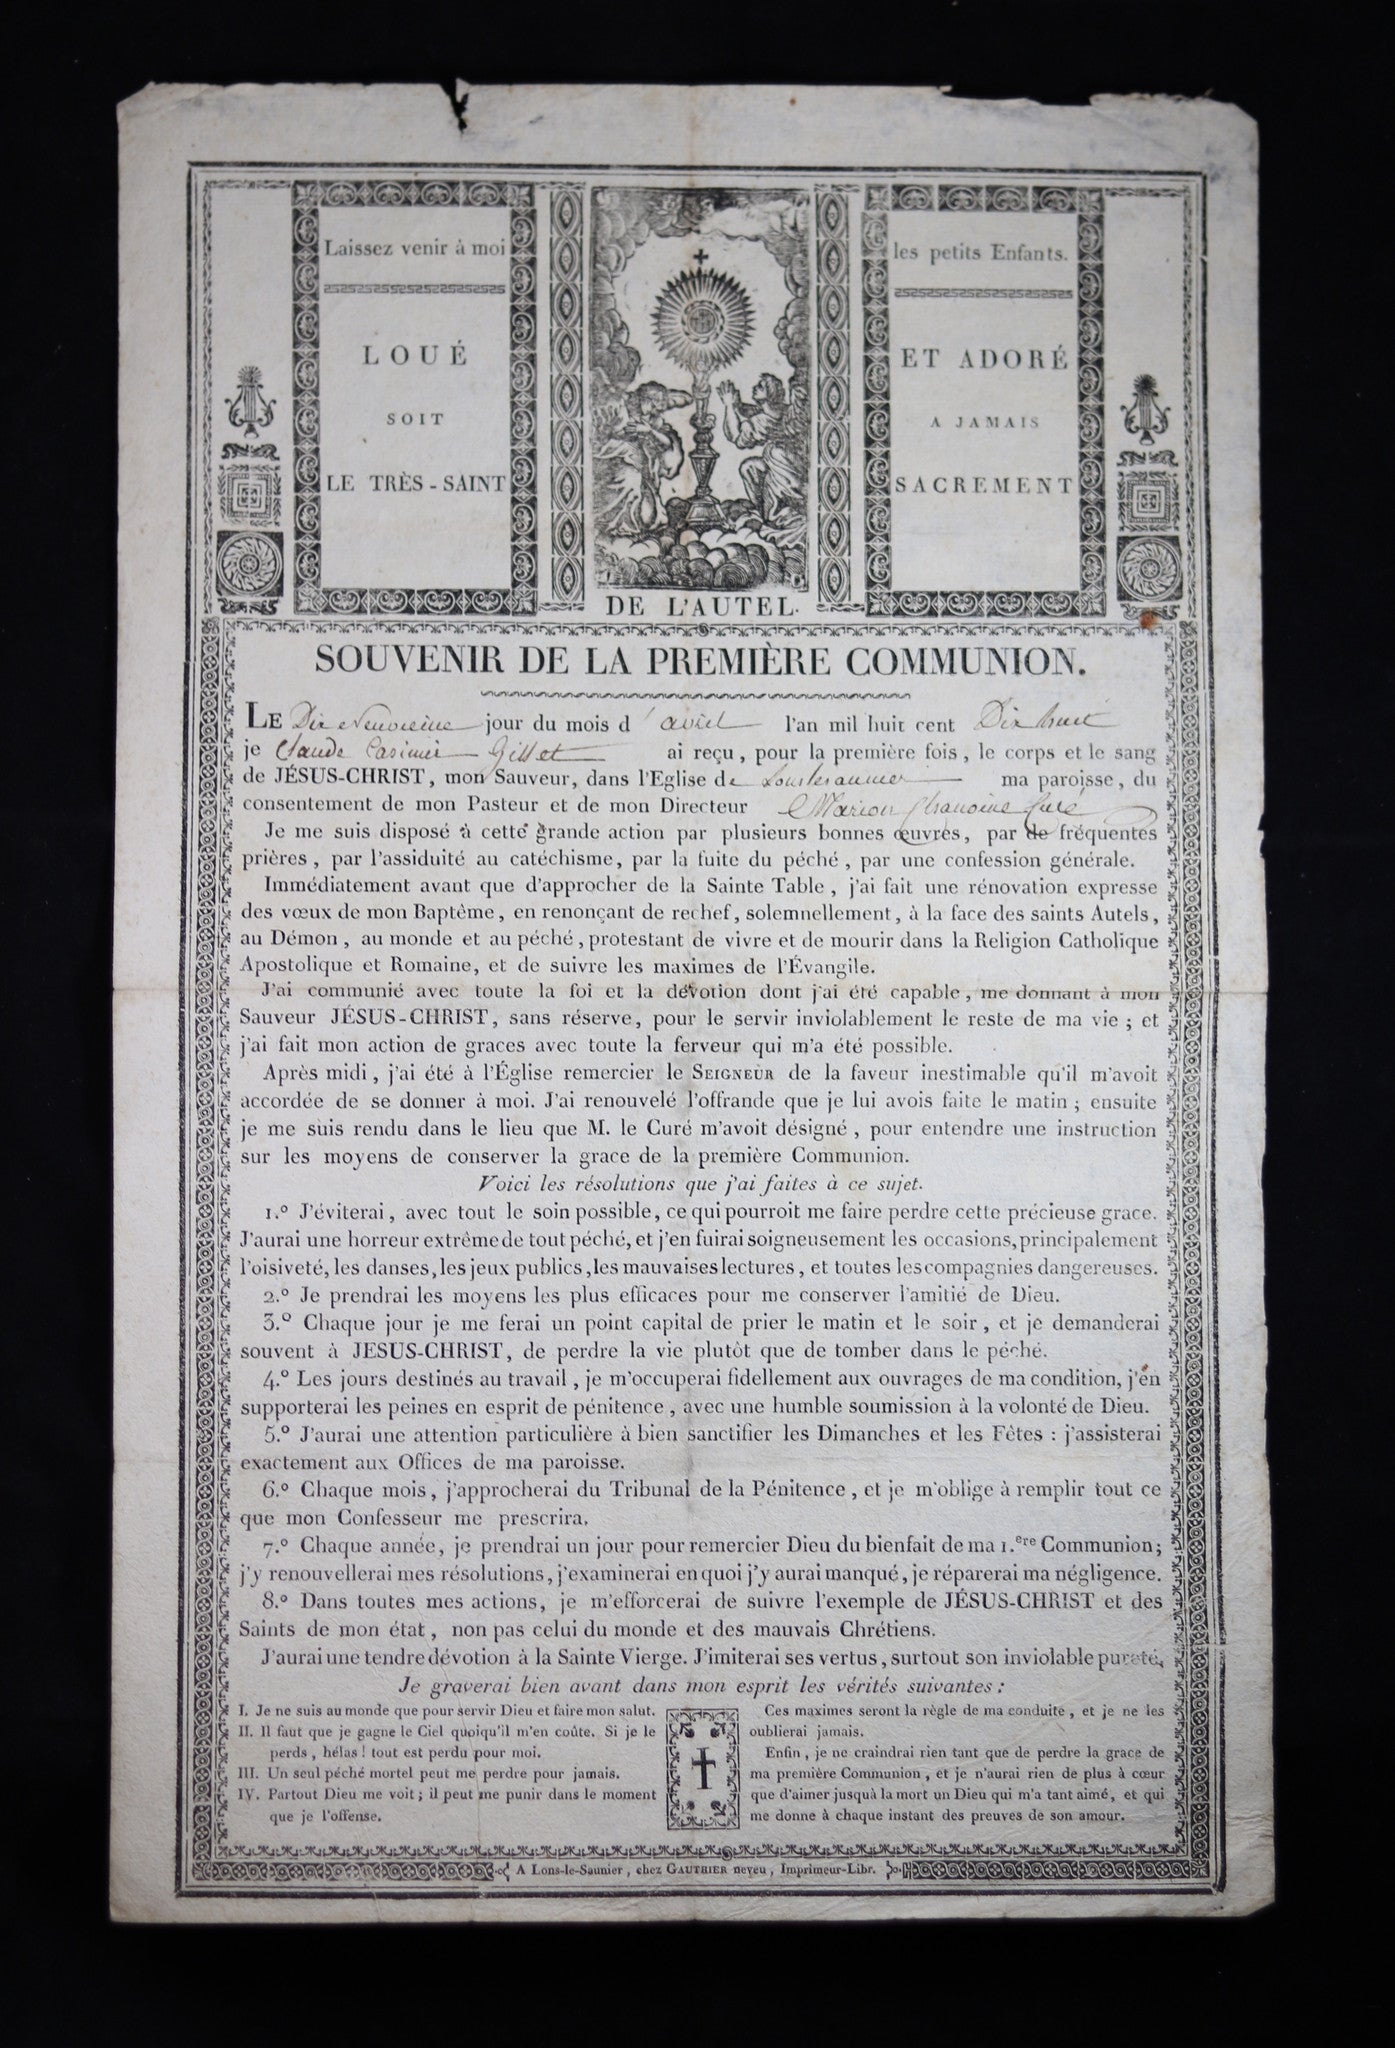 Laissez venir à moi
les petits Enfants.
LOUÉ
SOIT
LE TRÈS-SAINT
ET ADORÉ
A JAMAIS
SACREMENT
DE L'AUTEL.
SOUVENIR DE LA PREMIÈRE COMMUNION.
LE Dix Neuvieme jour du mois d'avril l'an mil huit cent Dix huit
je Claude Casimir Gillet ai reçu, pour la première fois, le corps et le sang
de JÉSUS-CHRIST, mon Sauveur, dans l'Eglise de Lonslesaunier ma paroisse, du
consentement de mon Pasteur et de mon Directeur Marion Chanoine Curé
Je me suis disposé à cette grande action par plusieurs bonnes œuvres, par de fréquentes
prières, par l'assiduité au catéchisme, par la fuite du péché, par une confession générale.
Immédiatement avant que d'approcher de la Sainte Table, j'ai fait une rénovation expresse
des vœux de mon Baptême, en renonçant de rechef, solemnellement, à la face des saints Autels,
au Démon, au monde et au péché, protestant de vivre et de mourir dans la Religion Catholique
Apostolique et Romaine, et de suivre les maximes de l'Évangile.
J'ai communié avec toute la foi et la dévotion dont j'ai été capable, me donnant à mon
Sauveur JÉSUS-CHRIST, sans réserve, pour le servir inviolablement le reste de ma vie; et
j'ai fait mon action de graces avec toute la ferveur qui m'a été possible.
Après midi, j'ai été à l'Église remercier le SEIGNEUR de la faveur inestimable qu'il m'avoit
accordée de se donner à moi. J'ai renouvelé l'offrande que je lui avois faite le matin; ensuite
je me suis rendu dans le lieu que M. le Curé m'avoit désigné, pour entendre une instruction
sur les moyens de conserver la grace de la première Communion.
Voici les résolutions que j'ai faites à ce sujet.
1.º J'éviterai, avec tout le soin possible, ce qui pourroit me faire perdre cette précieuse grace.
J'aurai une horreur extrême de tout péché, et j'en fuirai soigneusement les occasions, principalement
l'oisiveté, les danses, les jeux publics, les mauvaises lectures, et toutes les compagnies dangereuses.
2.º Je prendrai les moyens les plus efficaces pour me conserver l'amitié de Dieu.
3.º Chaque jour je me ferai un point capital de prier le matin et le soir, et je demanderai
souvent à JESUS-CHRIST, de perdre la vie plutôt que de tomber dans le péché.
4.º Les jours destinés au travail, je m'occuperai fidellement aux ouvrages de ma condition, j'en
supporterai les peines en esprit de pénitence, avec une humble soumission à la volonté de Dieu.
5.º J'aurai une attention particulière à bien sanctifier les Dimanches et les Fêtes: j'assisterai
exactement aux Offices de ma paroisse.
6.º Chaque mois, j'approcherai du Tribunal de la Pénitence, et je m'oblige à remplir tout ce
que mon Confesseur me prescrira.
7.º Chaque année, je prendrai un jour pour remercier Dieu du bienfait de ma 1.ere Communion;
j'y renouvellerai mes résolutions, j'examinerai en quoi j'y aurai manqué, je réparerai ma négligence.
8.º Dans toutes mes actions, je m'efforcerai de suivre l'exemple de JÉSUS-CHRIST et des
Saints de mon état, non pas celui du monde et des mauvais Chrétiens.
J'aurai une tendre dévotion à la Sainte Vierge. J'imiterai ses vertus, surtout son inviolable pureté.
Je graverai bien avant dans mon esprit les vérités suivantes:
I. Je ne suis au monde que pour servir Dieu et faire mon salut.
II. Il faut que je gagne le Ciel quoiqu'il m'en coûte. Si je le
perds, hélas! tout est perdu pour moi.
III. Un seul péché mortel peut me perdre pour jamais.
IV. Partout Dieu me voit; il peut me punir dans le moment
que je l'offense.
Ces maximes seront la règle de ma conduite, et je ne les
oublierai jamais.
Enfin, je ne craindrai rien tant que de perdre la grace de
ma première Communion, et je n'aurai rien de plus à cœur
que d'aimer jusqu'à la mort un Dieu qui m'a tant aimé, et qui
me donne à chaque instant des preuves de son amour.
A Lons-le-Saunier, chez GAUTHIER neveu, Imprimeur-Libr.